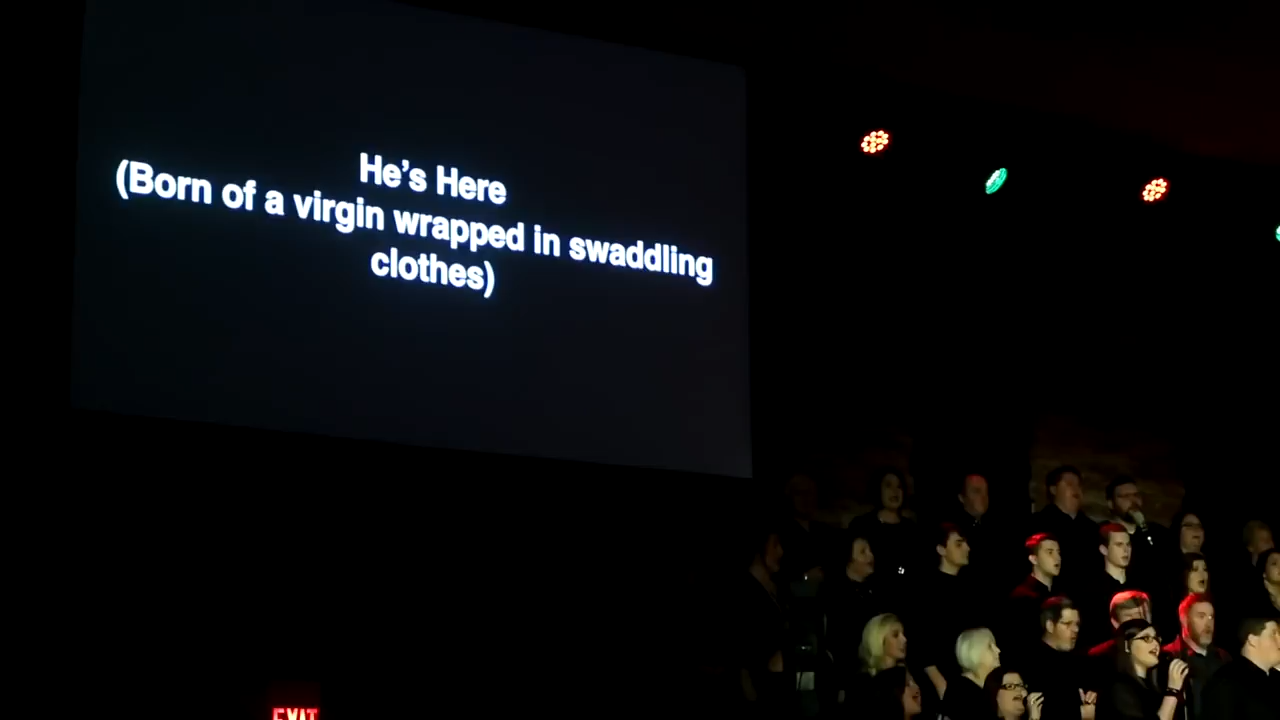 He's Here
(Born of a virgin wrapped in swaddling
clothes)
EXIT